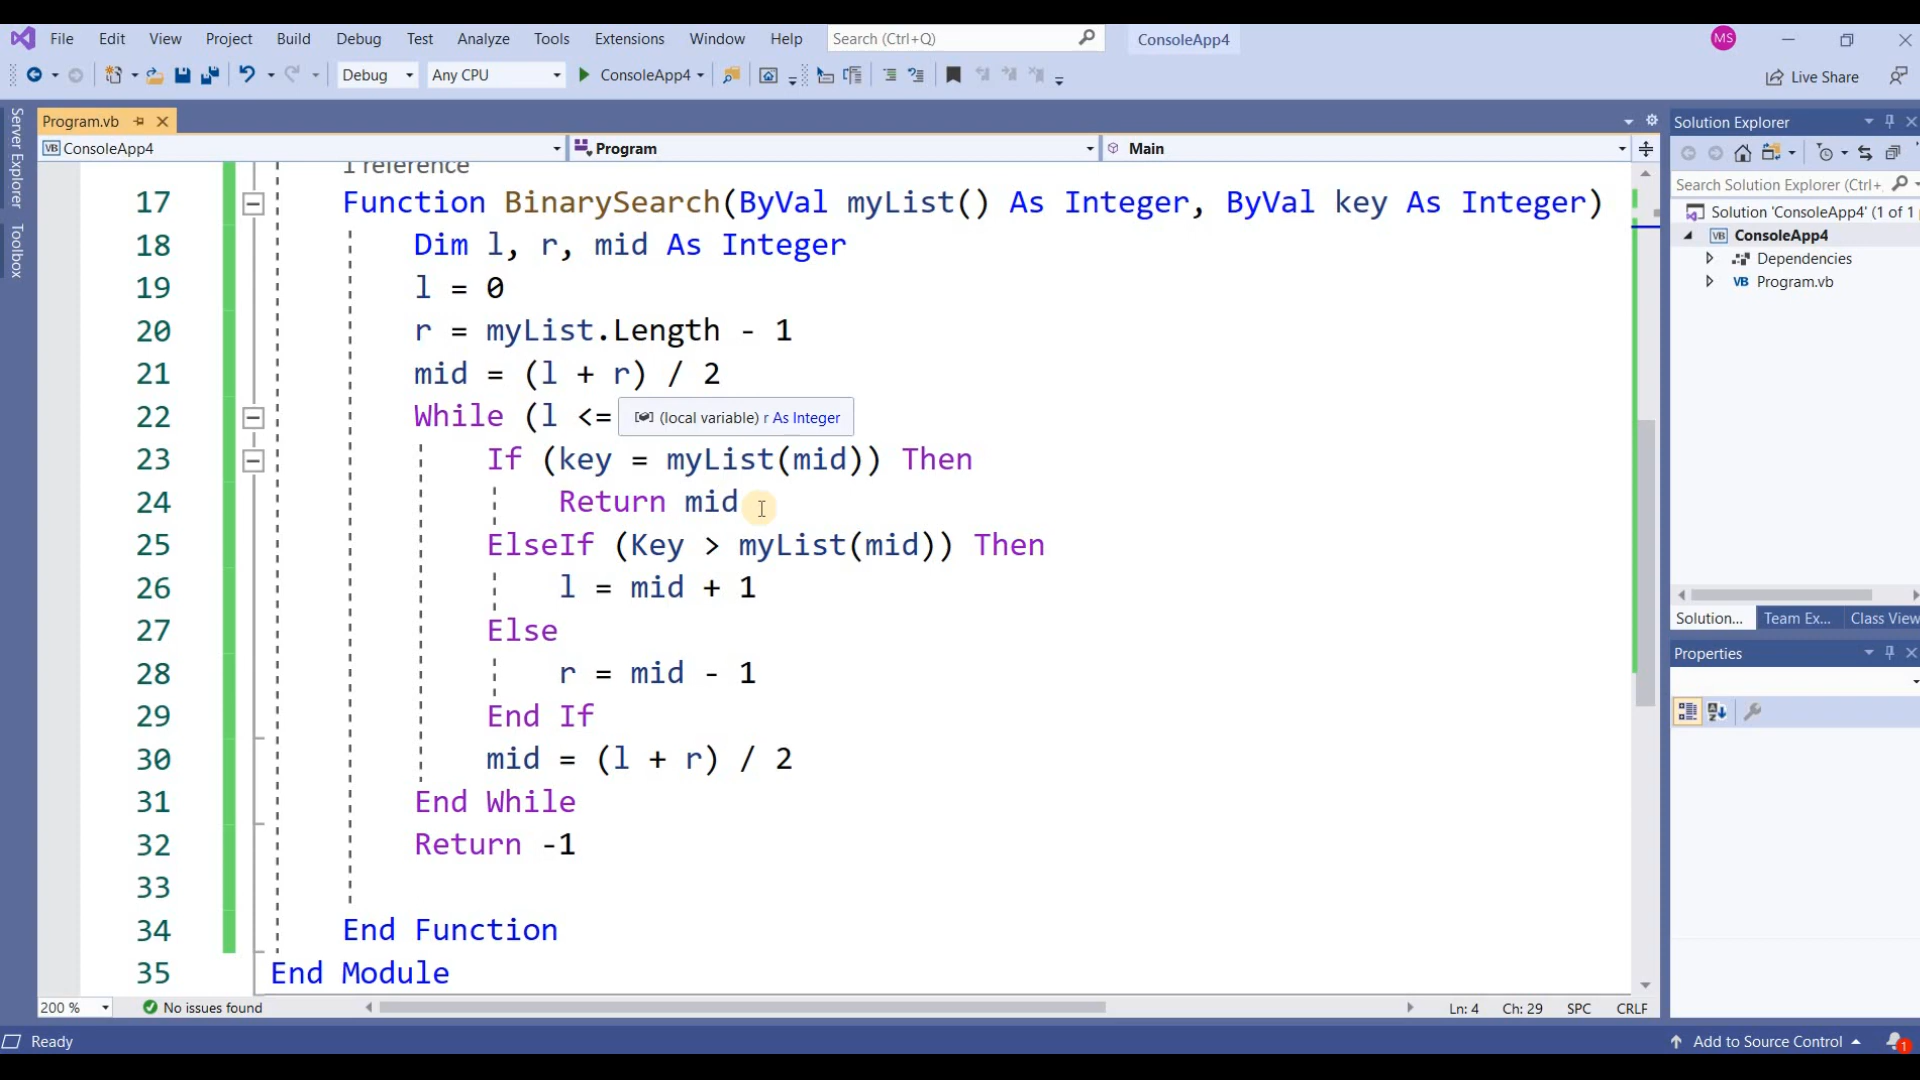 File Edit View Project Build Debug Test Analyze Tools Extensions Window Help Search (Ctrl+Q) ConsoleApp4 MS
Debug Any CPU ConsoleApp4 Live Share
Server Explorer
Toolbox
Program.vb
ConsoleApp4 Program Main
1 reference
17 Function BinarySearch(ByVal myList() As Integer, ByVal key As Integer)
18 Dim l, r, mid As Integer
19 l = 0
20 r = myList.Length - 1
21 mid = (l + r) / 2
22 While (l <=
(local variable) r As Integer
23 If (key = myList(mid)) Then
24 Return mid
25 ElseIf (Key > myList(mid)) Then
26 l = mid + 1
27 Else
28 r = mid - 1
29 End If
30 mid = (l + r) / 2
31 End While
32 Return -1
33
34 End Function
35 End Module
200 % No issues found Ln: 4 Ch: 29 SPC CRLF
Solution Explorer
Search Solution Explorer (Ctrl+;
Solution 'ConsoleApp4' (1 of 1
VB ConsoleApp4
Dependencies
VB Program.vb
Solution... Team Ex... Class View
Properties
Ready Add to Source Control 1